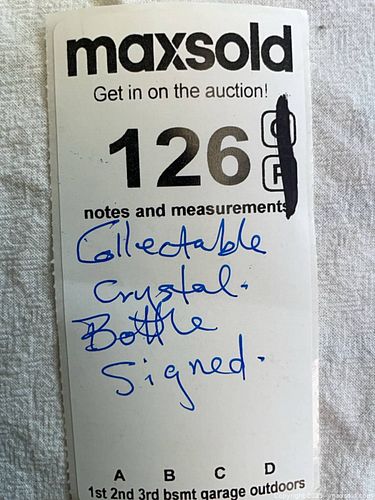 maxsold
Get in on the auction!
126
notes and measurements
Collectable
Crystal.
Bottle
Signed.
A B C D
1st 2nd 3rd bsmt garage outdoors